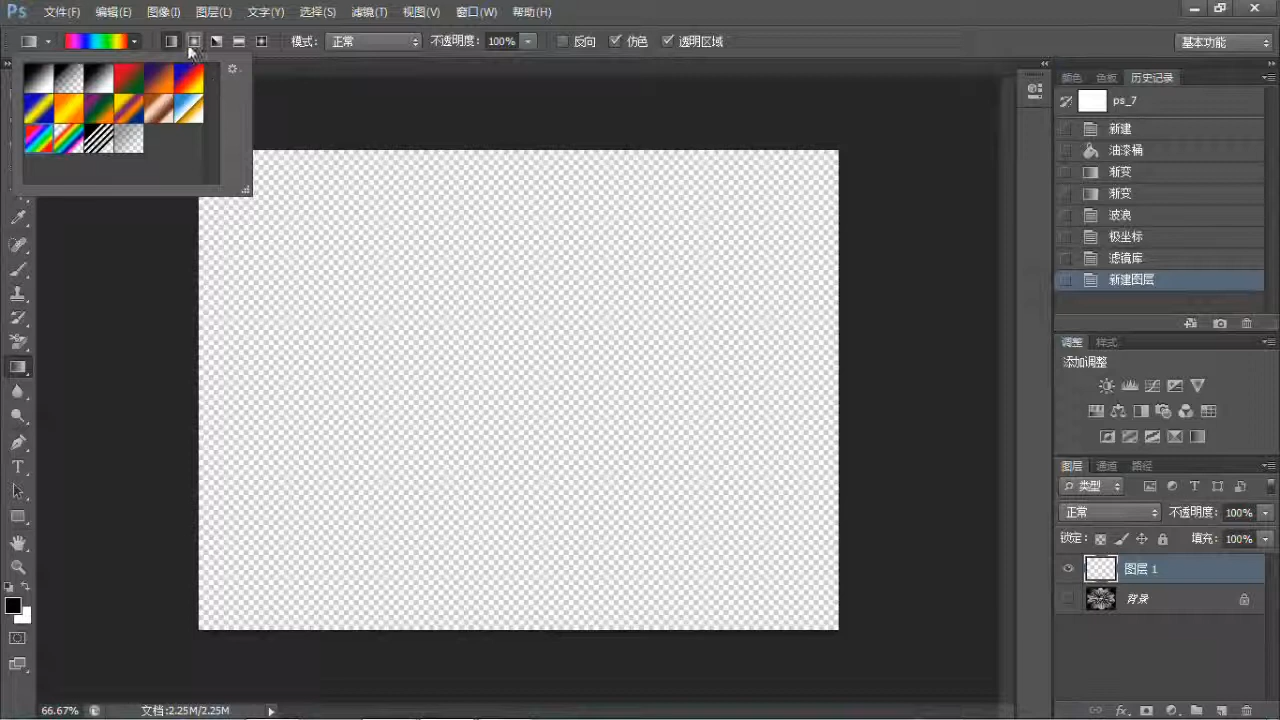 Ps 文件(F) 编辑(E) 图像(I) 图层(L) 文字(Y) 选择(S) 滤镜(T) 视图(V) 窗口(W) 帮助(H)
模式: 正常 不透明度: 100% 反向 仿色 透明区域 基本功能
颜色 色板 历史记录
ps_7
新建
油漆桶
渐变
渐变
波浪
极坐标
滤镜库
新建图层
调整 样式
添加调整
图层 通道 路径
类型
正常 不透明度: 100%
锁定: 填充: 100%
图层 1
背景
66.67% 文档:2.25M/2.25M